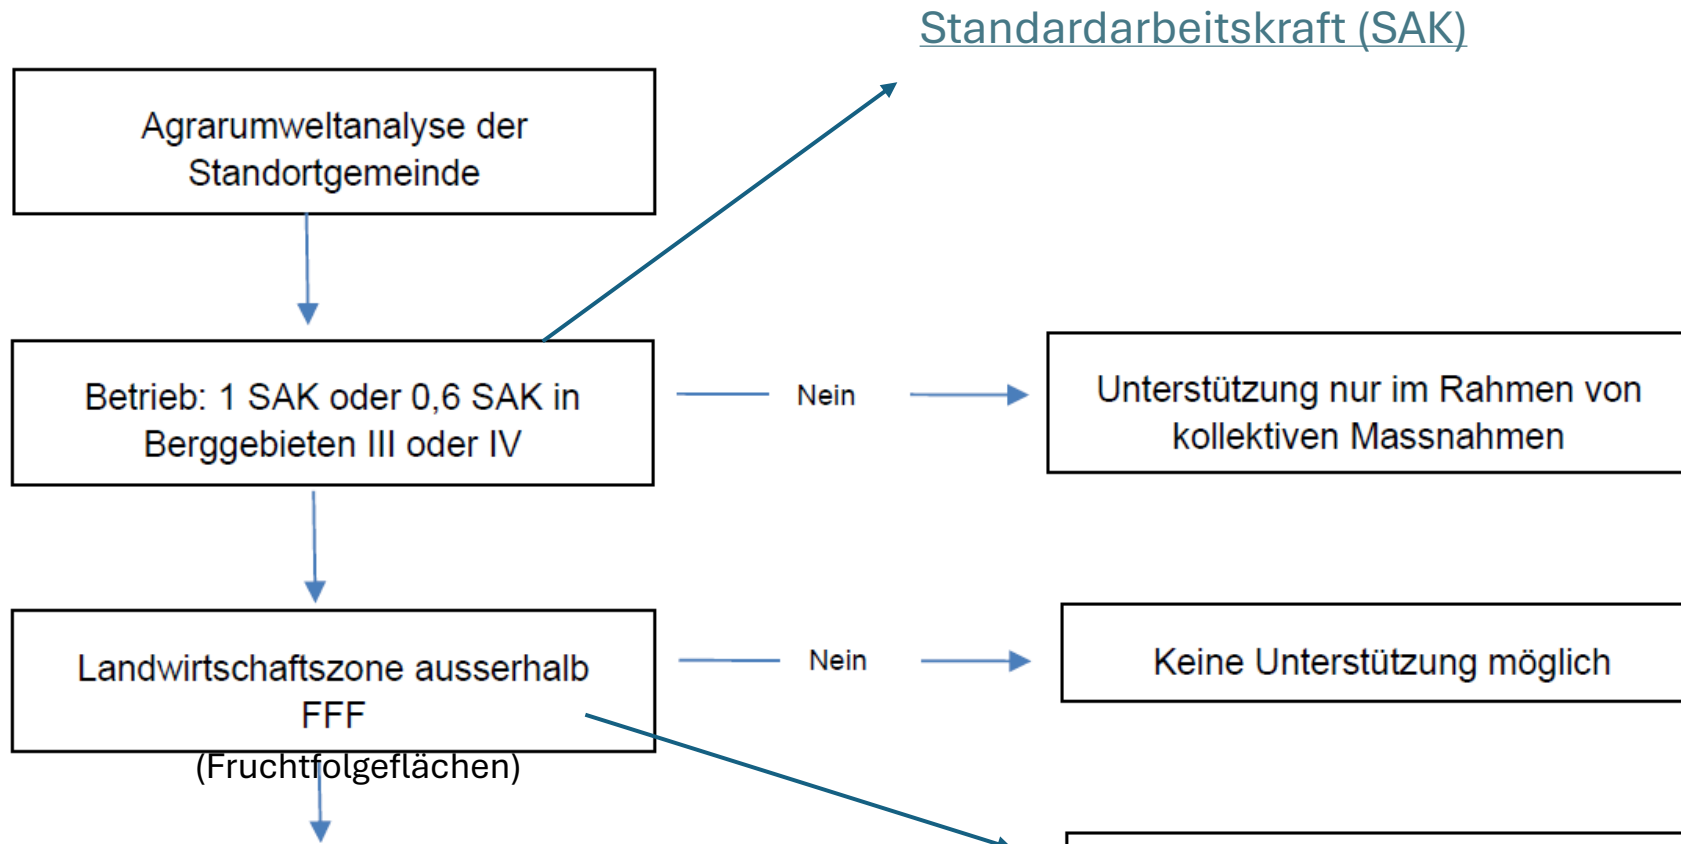 Standardarbeitskraft (SAK)
Agrarumweltanalyse der
Standortgemeinde
Betrieb: 1 SAK oder 0,6 SAK in
Berggebieten III oder IV
Nein
Unterstützung nur im Rahmen von
kollektiven Massnahmen
Landwirtschaftszone ausserhalb
FFF
(Fruchtfolgeflächen)
Nein
Keine Unterstützung möglich